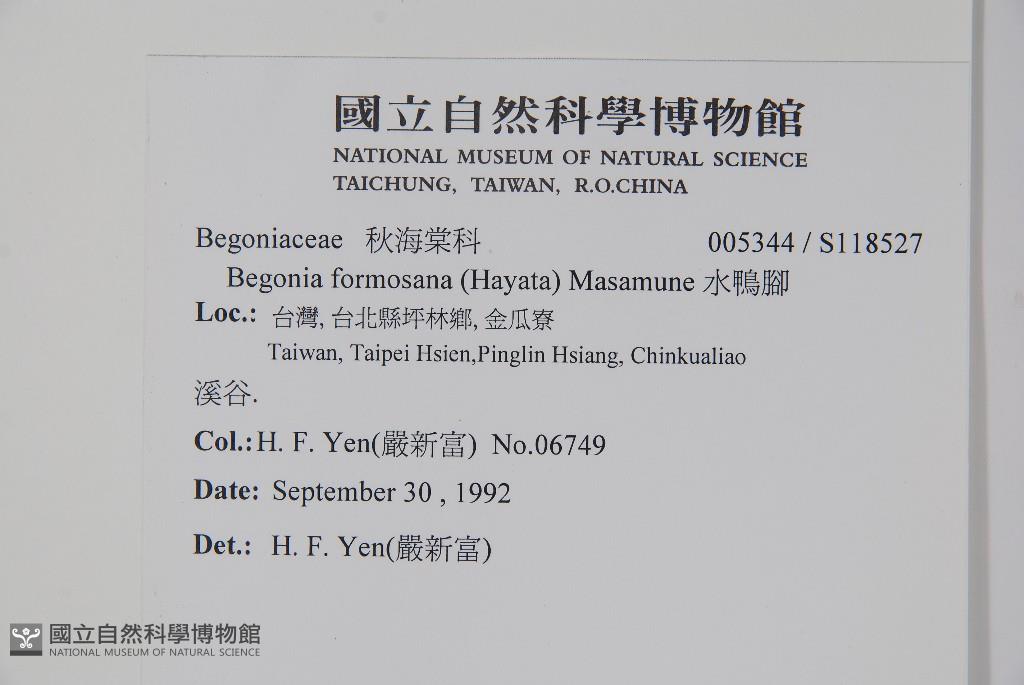 國立自然科學博物館
NATIONAL MUSEUM OF NATURAL SCIENCE
TAICHUNG, TAIWAN, R.O.CHINA
Begoniaceae 秋海棠科 005344 / S118527
Begonia formosana (Hayata) Masamune 水鴨腳
Loc.: 台灣, 台北縣坪林鄉, 金瓜寮
Taiwan, Taipei Hsien,Pinglin Hsiang, Chinkualiao
溪谷.
Col.: H. F. Yen(嚴新富) No.06749
Date: September 30 , 1992
Det.: H. F. Yen(嚴新富)
國立自然科學博物館
NATIONAL MUSEUM OF NATURAL SCIENCE